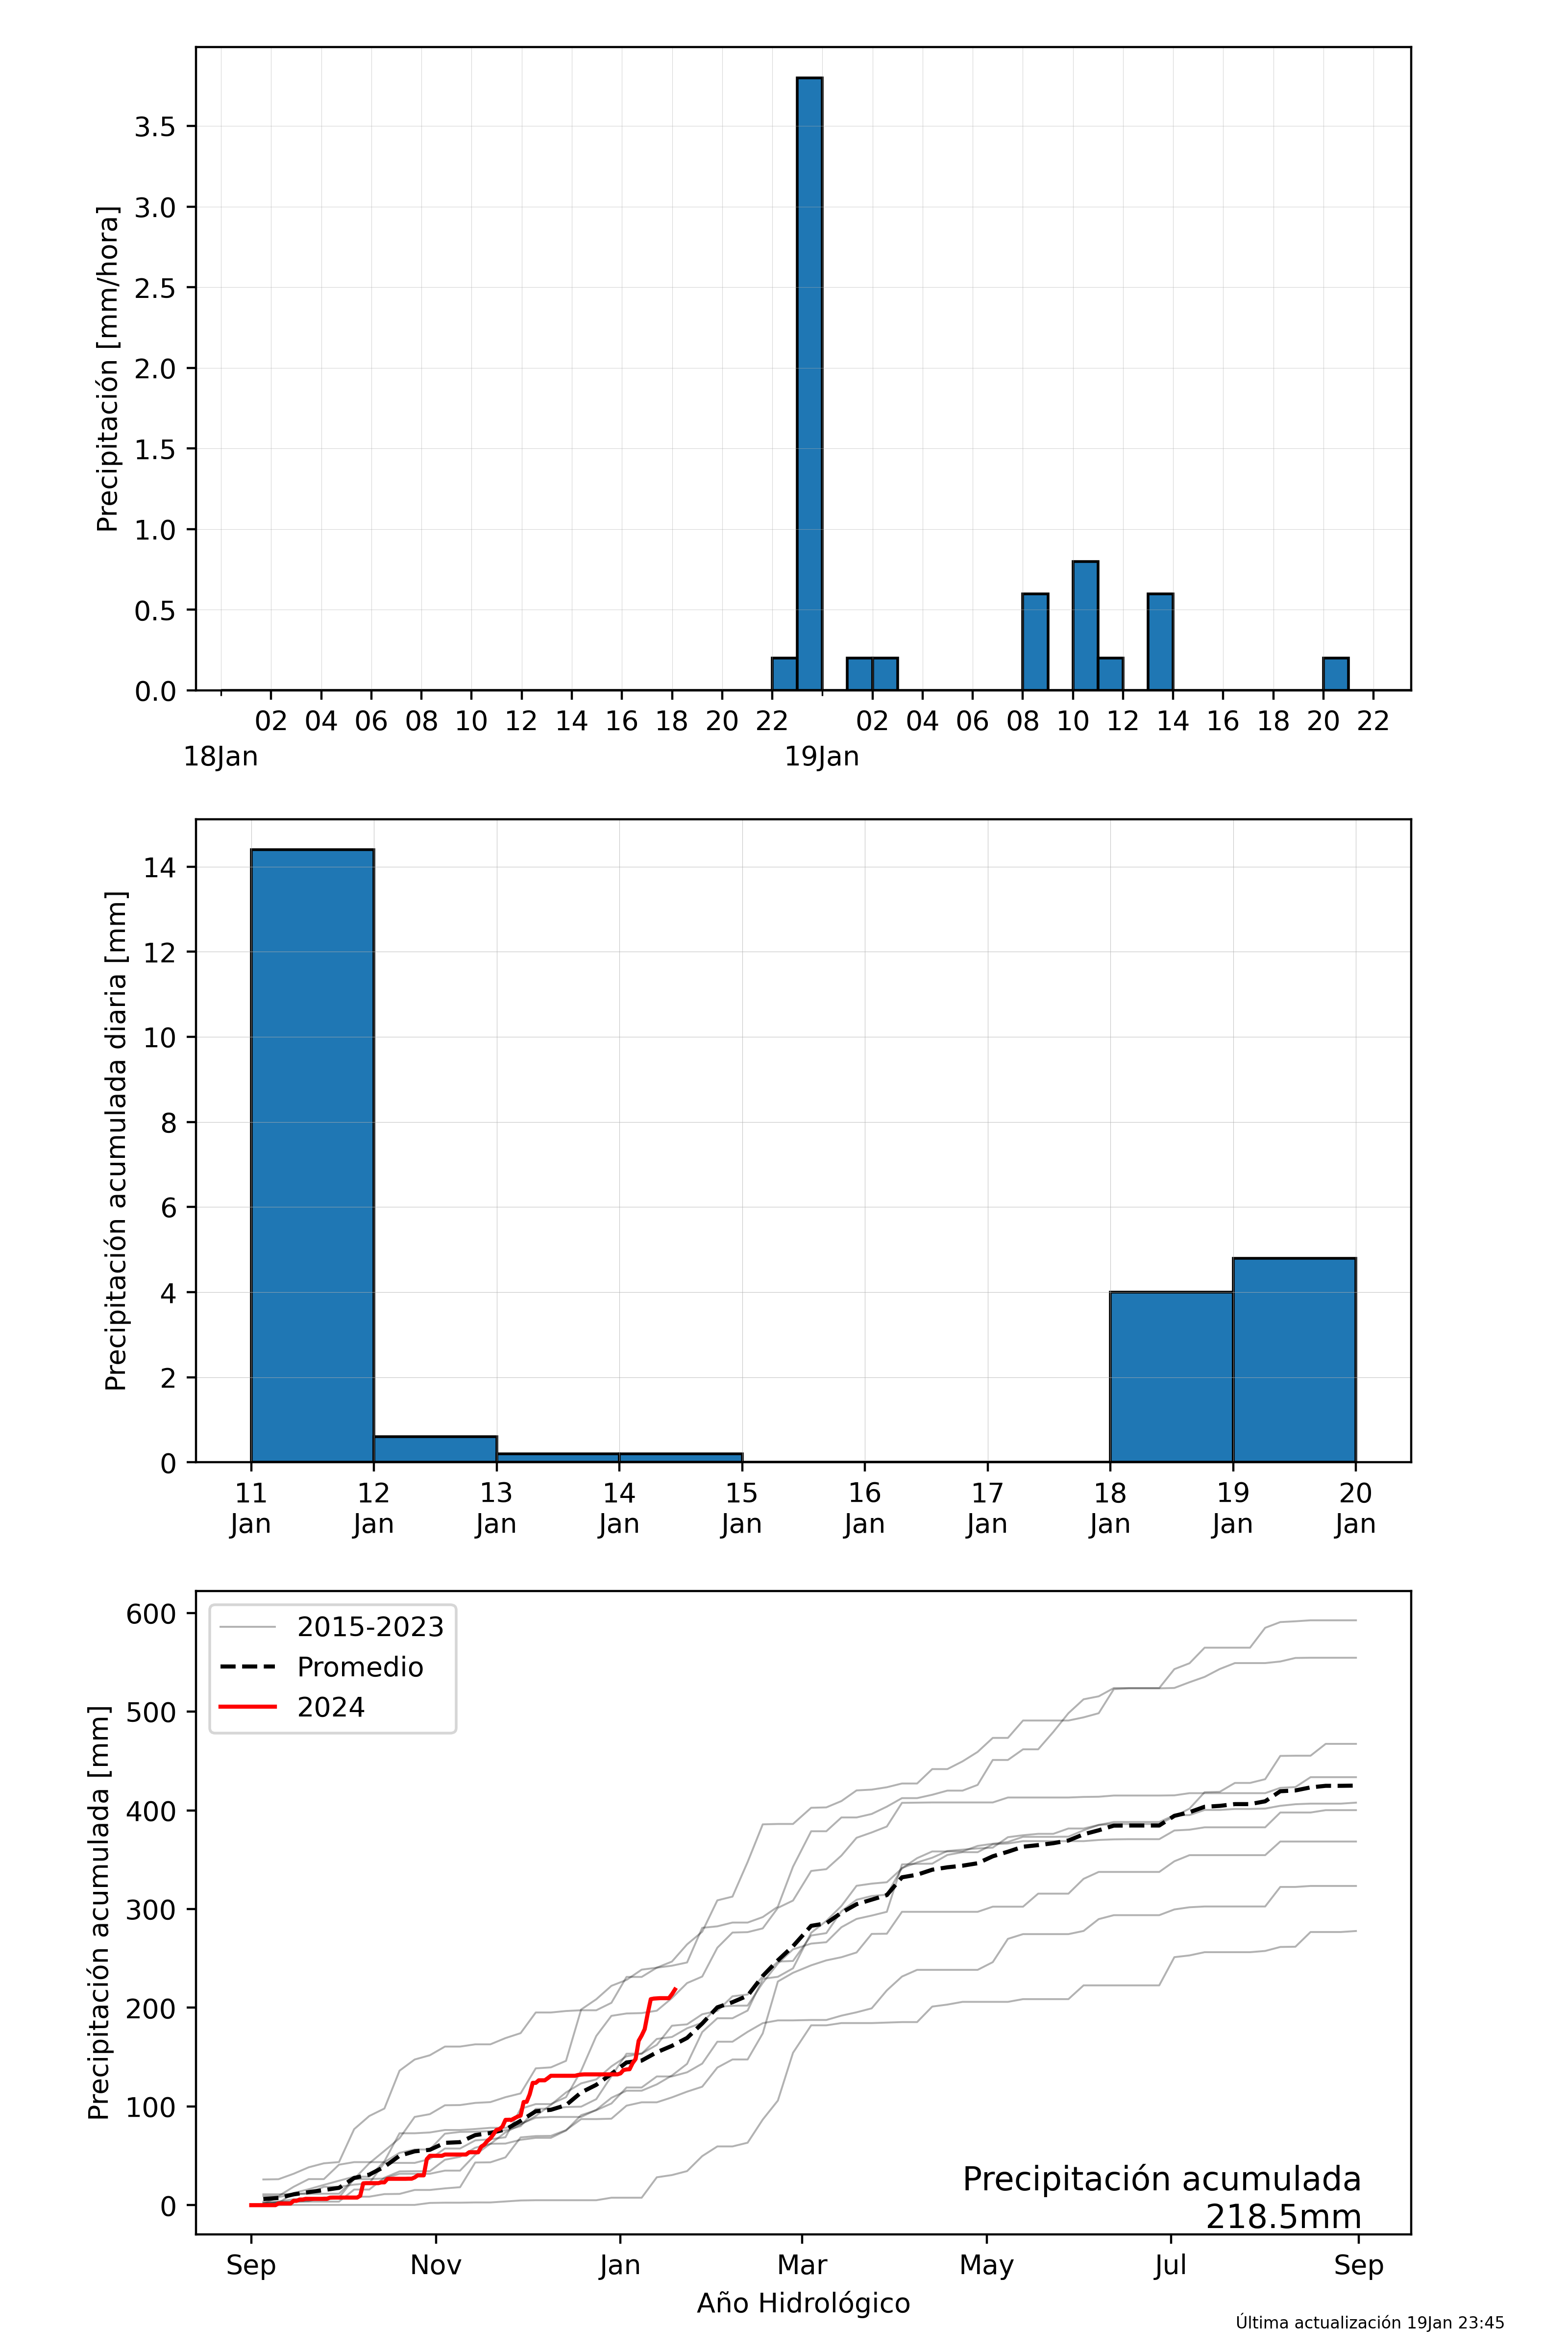 Precipitación [mm/hora]
3.5
3.0
2.5
2.0
1.5
1.0
0.5
0.0
02 04 06 08 10 12 14 16 18 20 22 02 04 06 08 10 12 14 16 18 20 22
18Jan 19Jan
Precipitación acumulada diaria [mm]
14
12
10
8
6
4
2
0
11 12 13 14 15 16 17 18 19 20
Jan Jan Jan Jan Jan Jan Jan Jan Jan Jan
Precipitación acumulada [mm]
600
500
400
300
200
100
0
2015-2023
Promedio
2024
Precipitación acumulada
218.5mm
Sep Nov Jan Mar May Jul Sep
Año Hidrológico
Última actualización 19Jan 23:45